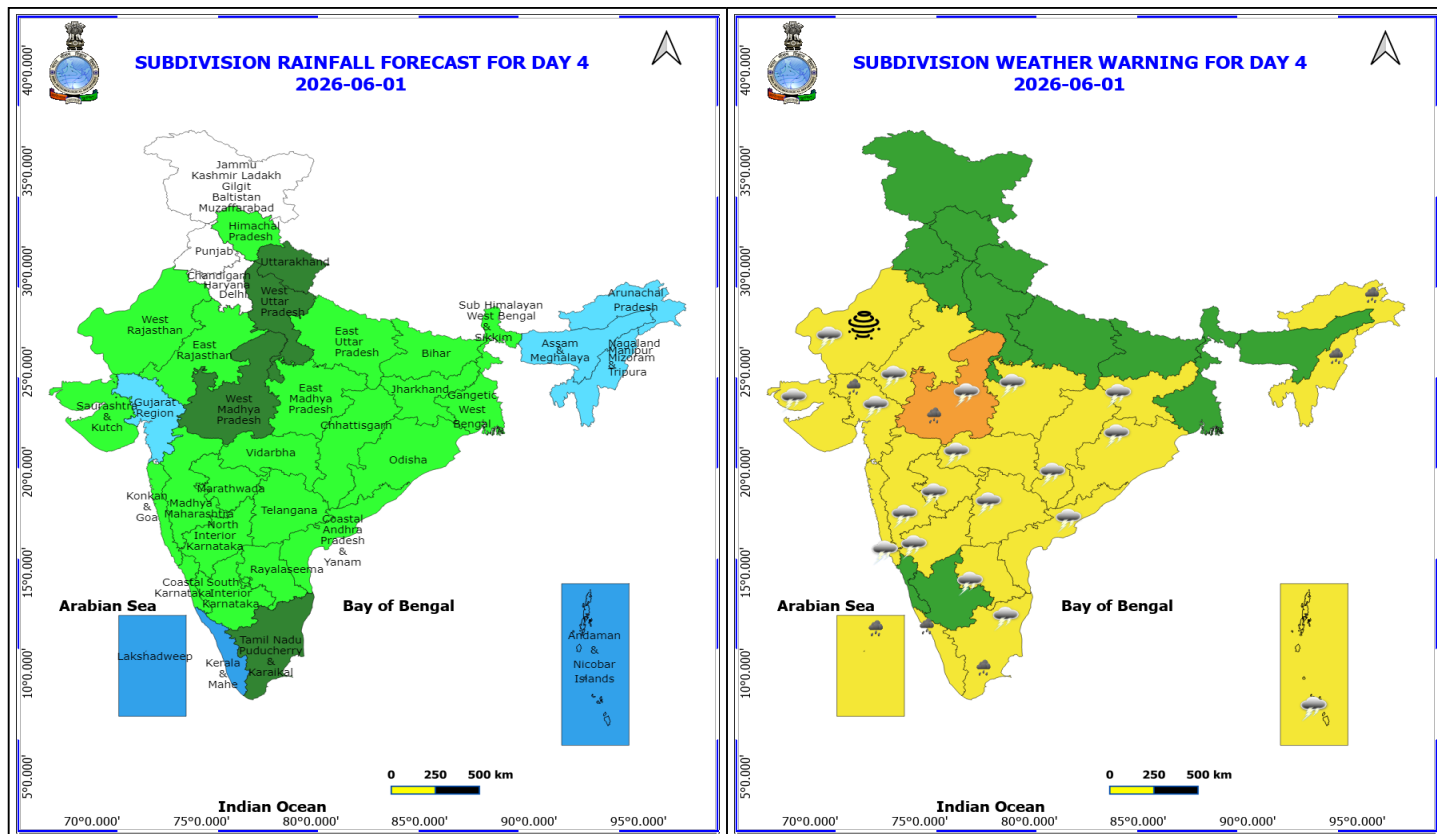 SUBDIVISION RAINFALL FORECAST FOR DAY 4
2026-06-01
40°0.000'
35°0.000'
30°0.000'
25°0.000'
20°0.000'
15°0.000'
10°0.000'
5°0.000'
Jammu
Kashmir Ladakh
Gilgit
Baltistan
Muzaffarabad
Himachal
Pradesh
Punjab
Uttarakhand
Chandigarh
Haryana
Delhi
West
Uttar
Pradesh
West
Rajasthan
East
Rajasthan
East
Uttar
Pradesh
Sub Himalayan
West Bengal
&
Sikkim
Arunachal
Pradesh
Assam
&
Meghalaya
Nagaland
Manipur
Mizoram
&
Tripura
Bihar
Jharkhand
Gangetic
West
Bengal
Saurashtra
&
Kutch
Gujarat
Region
West
Madhya
Pradesh
East
Madhya
Pradesh
Chhattisgarh
Vidarbha
Odisha
Konkan
&
Goa
Madhya
Maharashtra
Marathwada
Telangana
North
Interior
Karnataka
Coastal
Andhra
Pradesh
&
Yanam
Rayalaseema
Coastal
Karnataka
South
Interior
Karnataka
Arabian Sea
Bay of Bengal
Lakshadweep
Kerala
&
Mahe
Tamil Nadu
Puducherry
&
Karaikal
Andaman
&
Nicobar
Islands
0 250 500 km
Indian Ocean
70°0.000' 75°0.000' 80°0.000' 85°0.000' 90°0.000' 95°0.000'
SUBDIVISION WEATHER WARNING FOR DAY 4
2026-06-01
40°0.000'
35°0.000'
30°0.000'
25°0.000'
20°0.000'
15°0.000'
10°0.000'
5°0.000'
Arabian Sea
Bay of Bengal
0 250 500 km
Indian Ocean
70°0.000' 75°0.000' 80°0.000' 85°0.000' 90°0.000' 95°0.000'